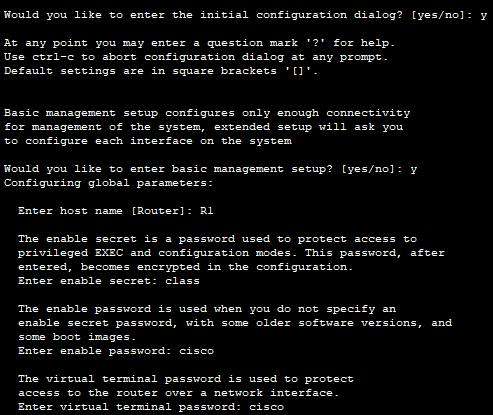 Would you like to enter the initial configuration dialog? [yes/no]: y
At any point you may enter a question mark '?' for help.
Use ctrl-c to abort configuration dialog at any prompt.
Default settings are in square brackets '[]'.
Basic management setup configures only enough connectivity
for management of the system, extended setup will ask you
to configure each interface on the system
Would you like to enter basic management setup? [yes/no]: y
Configuring global parameters:
Enter host name [Router]: R1
The enable secret is a password used to protect access to
privileged EXEC and configuration modes. This password, after
entered, becomes encrypted in the configuration.
Enter enable secret: class
The enable password is used when you do not specify an
enable secret password, with some older software versions, and
some boot images.
Enter enable password: cisco
The virtual terminal password is used to protect
access to the router over a network interface.
Enter virtual terminal password: cisco